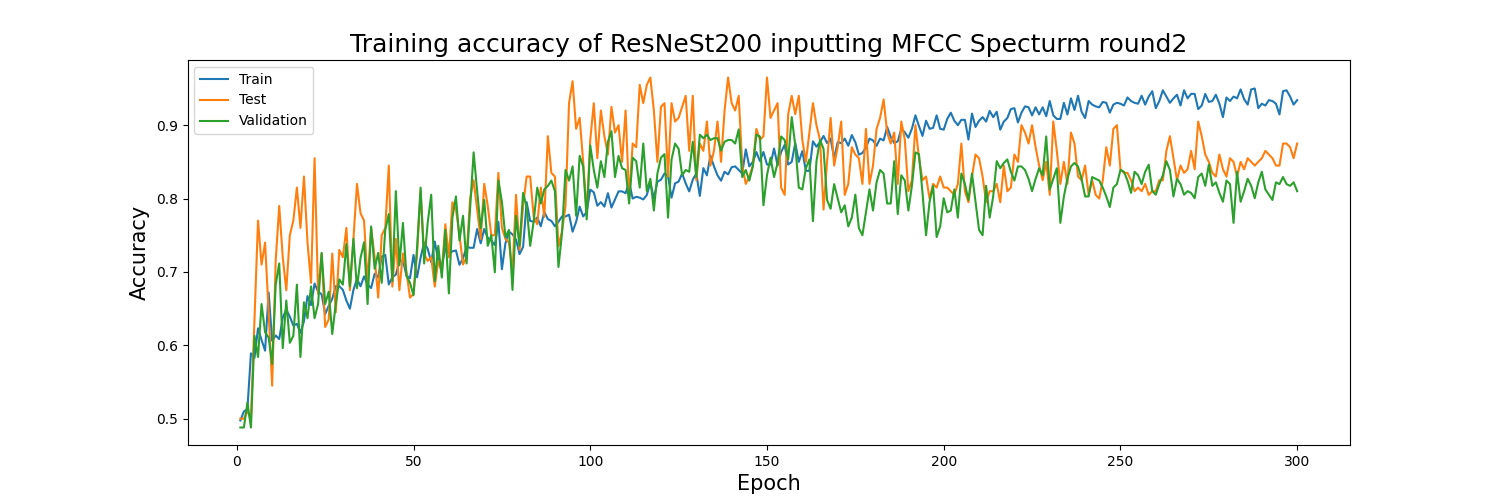 Training accuracy of ResNeSt200 inputting MFCC Specturm round2
Train
Test
Validation
Accuracy
0.9
0.8
0.7
0.6
0.5
0 50 100 150 200 250 300
Epoch